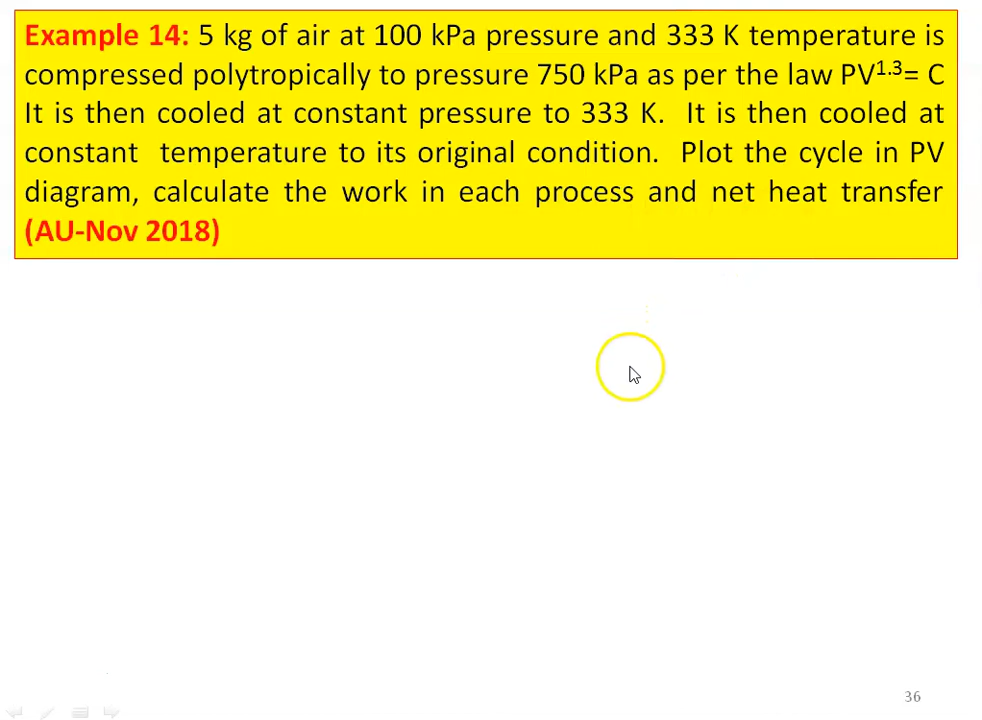 Example 14: 5 kg of air at 100 kPa pressure and 333 K temperature is
compressed polytropically to pressure 750 kPa as per the law PV^1.3= C
It is then cooled at constant pressure to 333 K. It is then cooled at
constant temperature to its original condition. Plot the cycle in PV
diagram, calculate the work in each process and net heat transfer
(AU-Nov 2018)
36